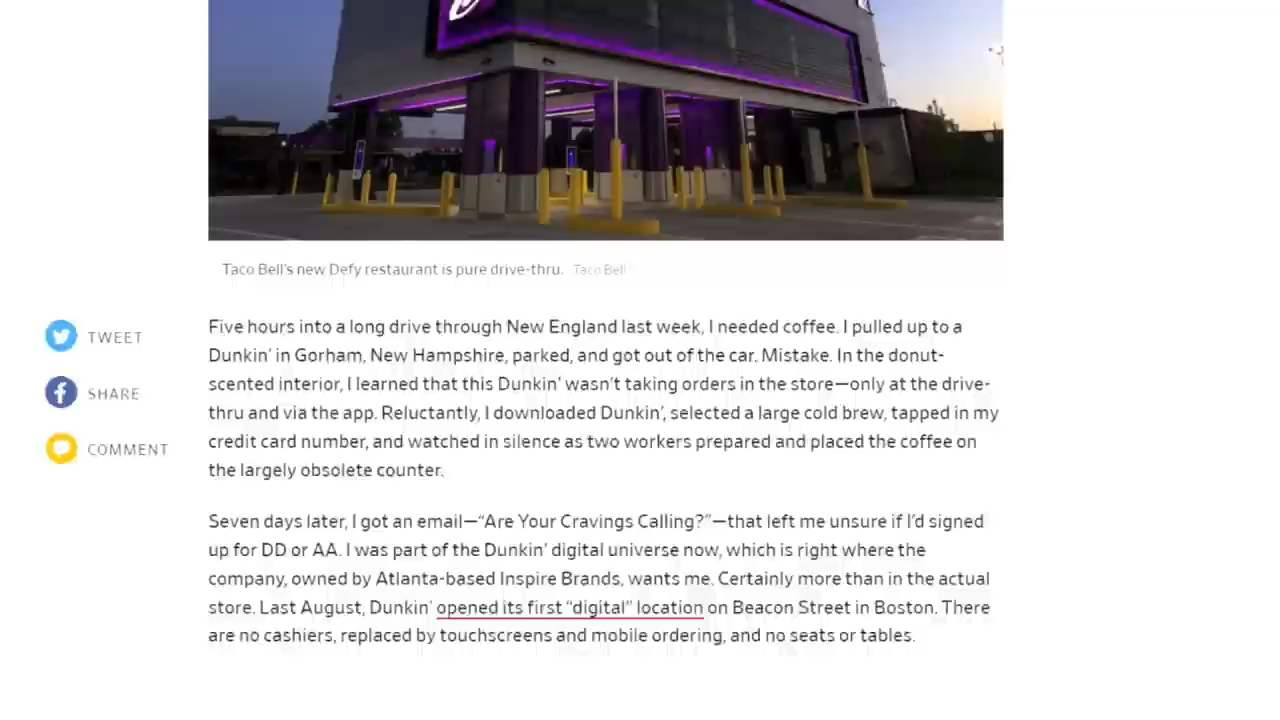 Taco Bell's new Defy restaurant is pure drive-thru. Taco Bell
TWEET
SHARE
COMMENT
Five hours into a long drive through New England last week, I needed coffee. I pulled up to a
Dunkin' in Gorham, New Hampshire, parked, and got out of the car. Mistake. In the donut-
scented interior, I learned that this Dunkin' wasn't taking orders in the store—only at the drive-
thru and via the app. Reluctantly, I downloaded Dunkin', selected a large cold brew, tapped in my
credit card number, and watched in silence as two workers prepared and placed the coffee on
the largely obsolete counter.
Seven days later, I got an email—“Are Your Cravings Calling?”—that left me unsure if I'd signed
up for DD or AA. I was part of the Dunkin' digital universe now, which is right where the
company, owned by Atlanta-based Inspire Brands, wants me. Certainly more than in the actual
store. Last August, Dunkin' opened its first “digital” location on Beacon Street in Boston. There
are no cashiers, replaced by touchscreens and mobile ordering, and no seats or tables.